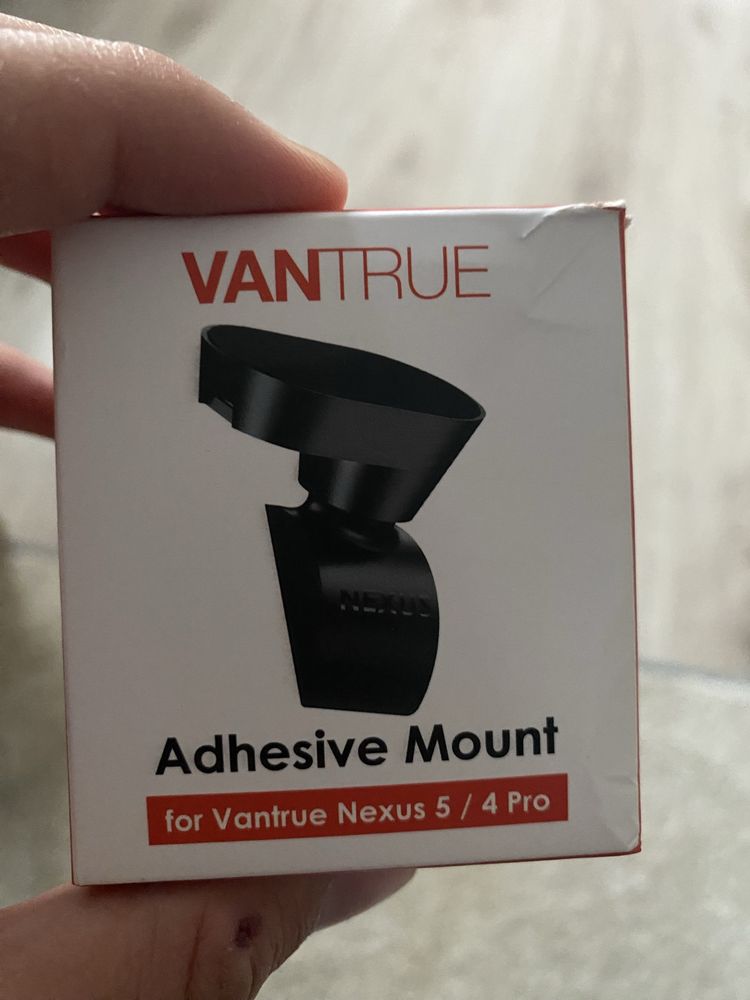 VANTRUE
NEXUS
Adhesive Mount
for Vantrue Nexus 5 / 4 Pro